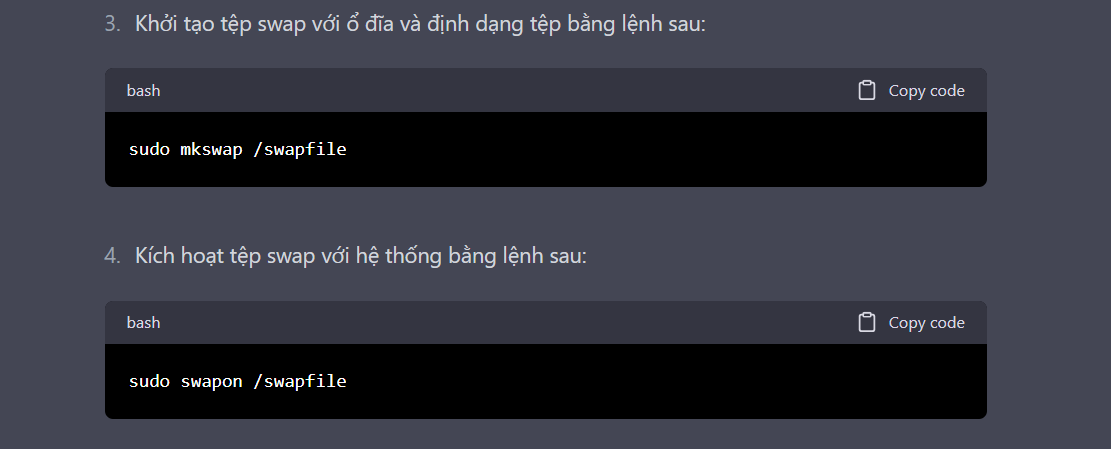 3. Khởi tạo tệp swap với ổ đĩa và định dạng tệp bằng lệnh sau:
bash Copy code
sudo mkswap /swapfile
4. Kích hoạt tệp swap với hệ thống bằng lệnh sau:
bash Copy code
sudo swapon /swapfile